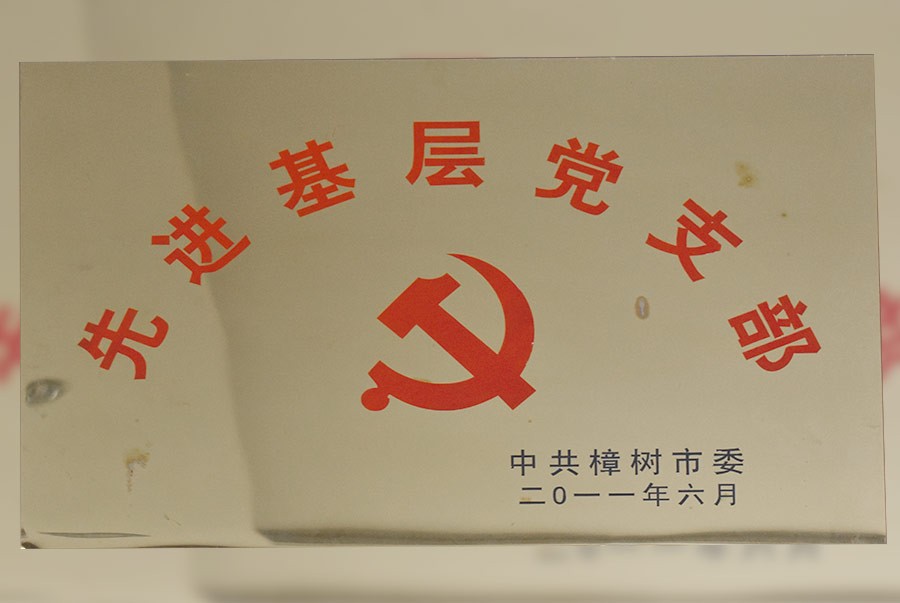 先进基层党支部
中共樟树市委
二0一一年六月